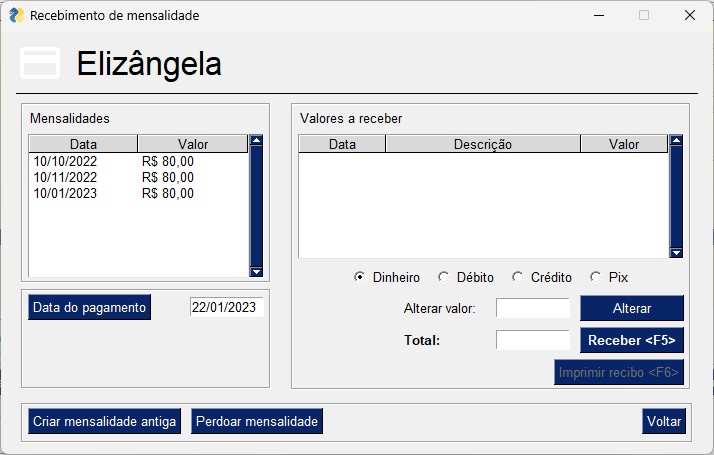 Recebimento de mensalidade
Elizângela
Mensalidades
Data Valor
10/10/2022 R$ 80,00
10/11/2022 R$ 80,00
10/01/2023 R$ 80,00
Data do pagamento 22/01/2023
Valores a receber
Data Descrição Valor
Dinheiro Débito Crédito Pix
Alterar valor: Alterar
Total: Receber <F5>
Imprimir recibo <F6>
Criar mensalidade antiga Perdoar mensalidade Voltar